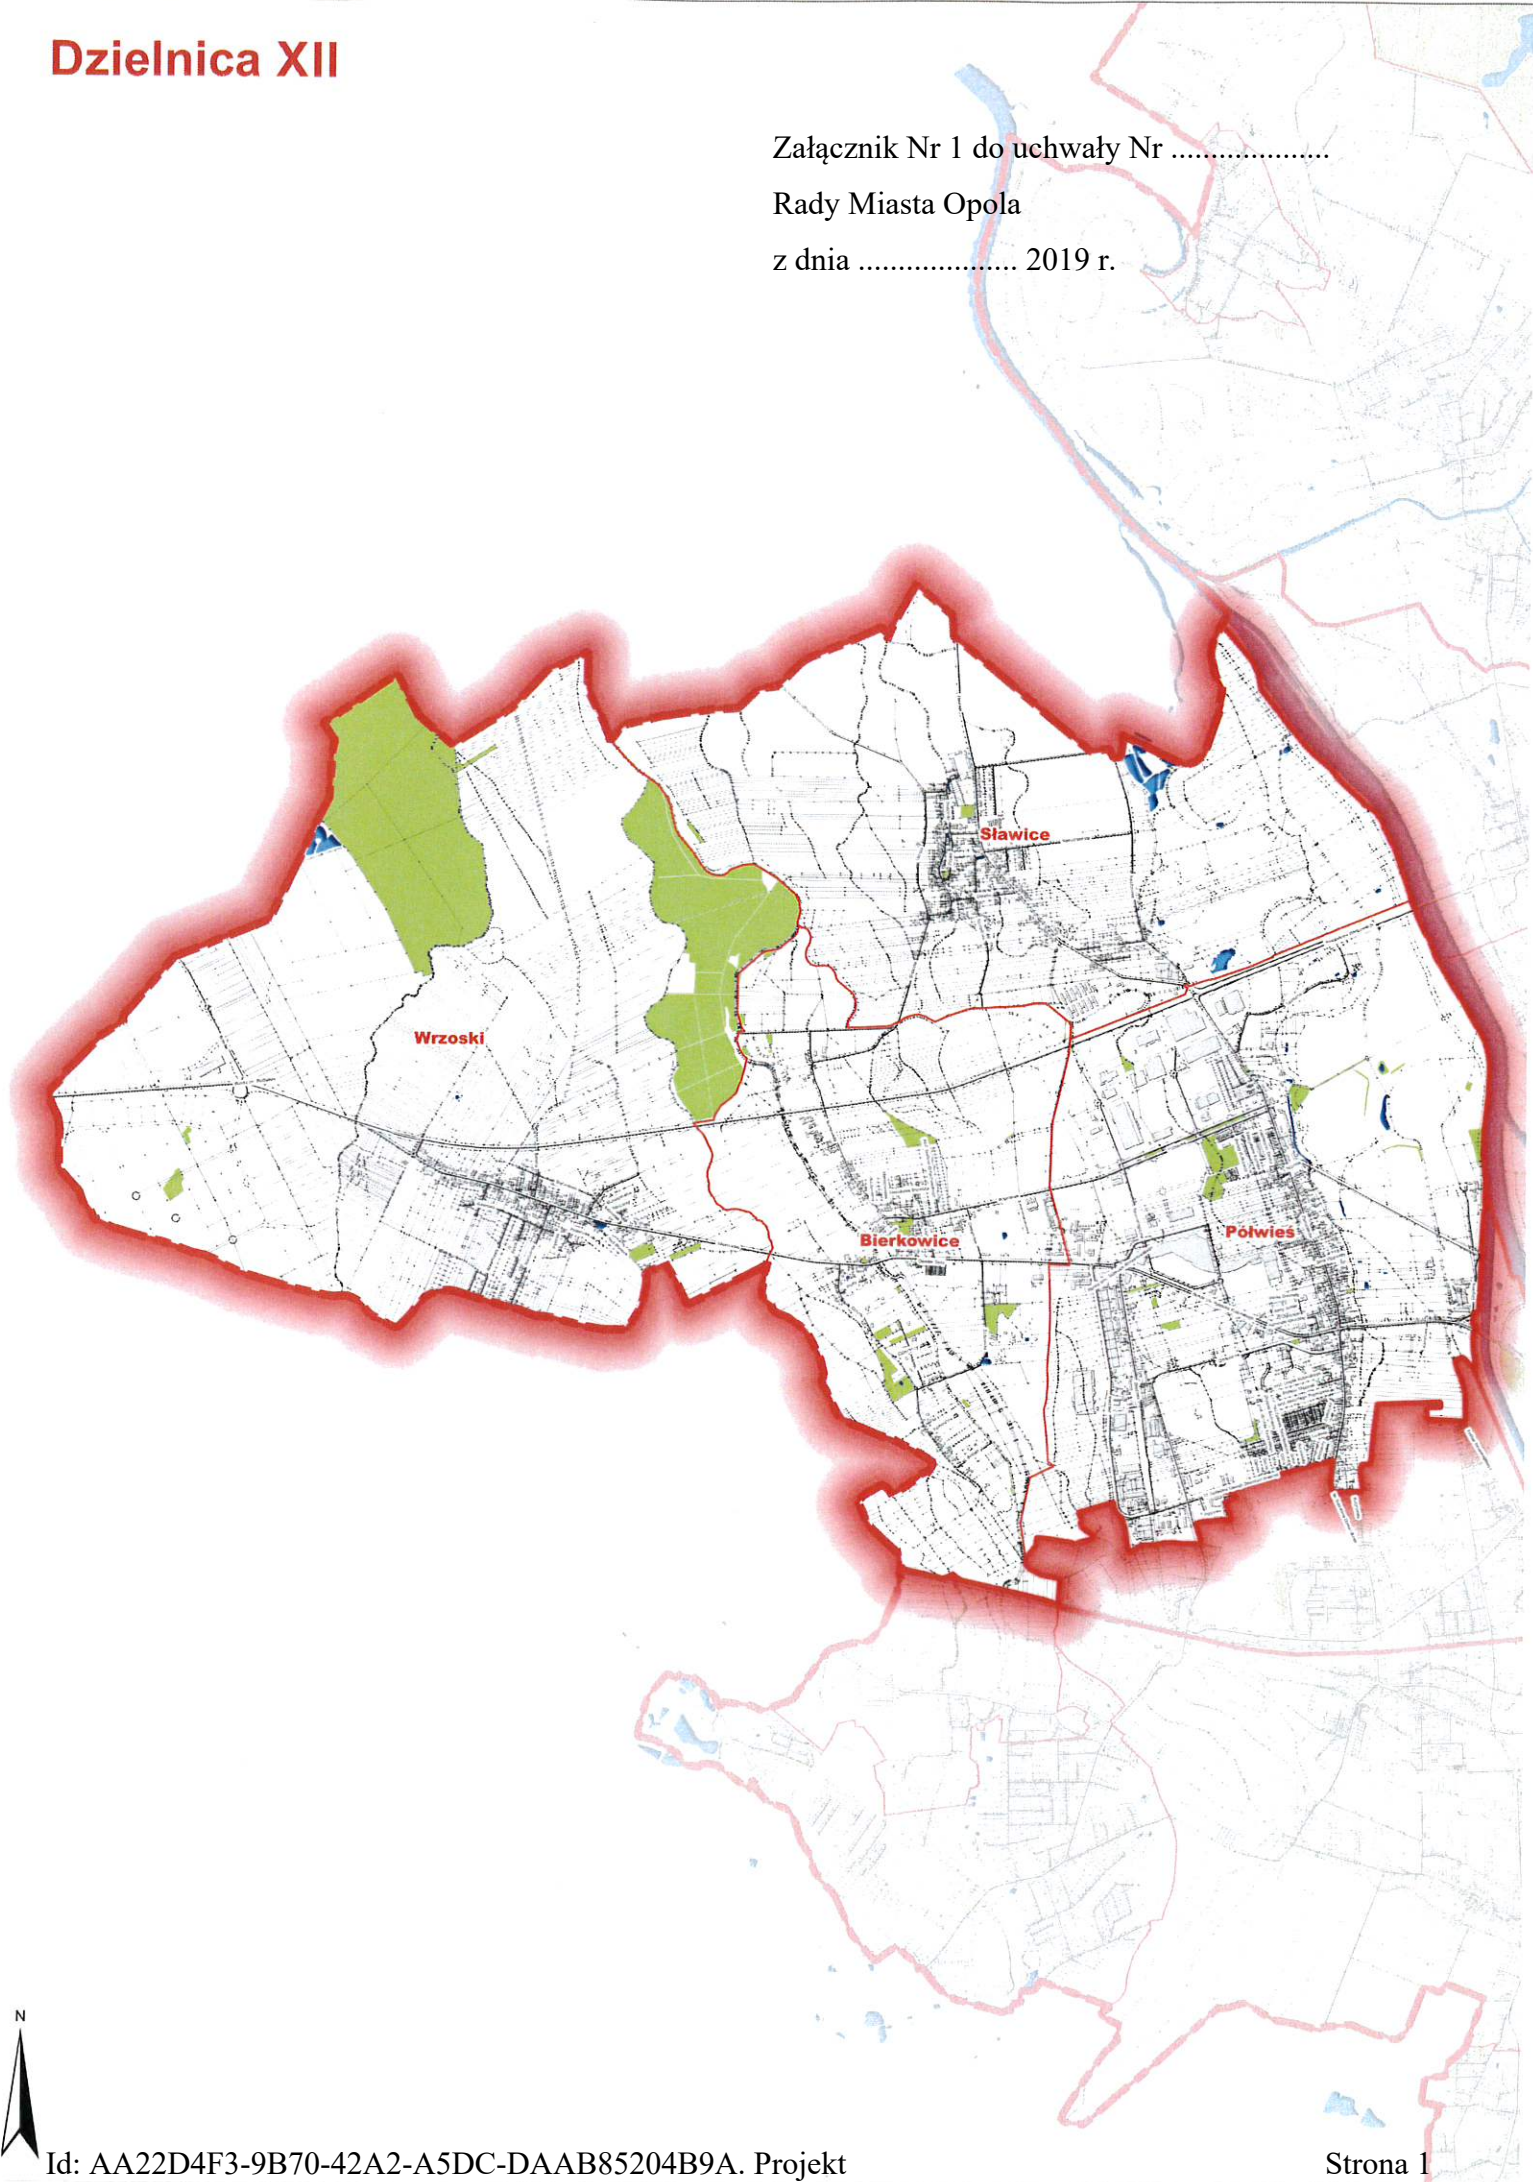 Dzielnica XII
Załącznik Nr 1 do uchwały Nr ....................
Rady Miasta Opola
z dnia .................... 2019 r.
Sławice
Wrzoski
Bierkowice
Półwieś
N
Id: AA22D4F3-9B70-42A2-A5DC-DAAB85204B9A. Projekt
Strona 1